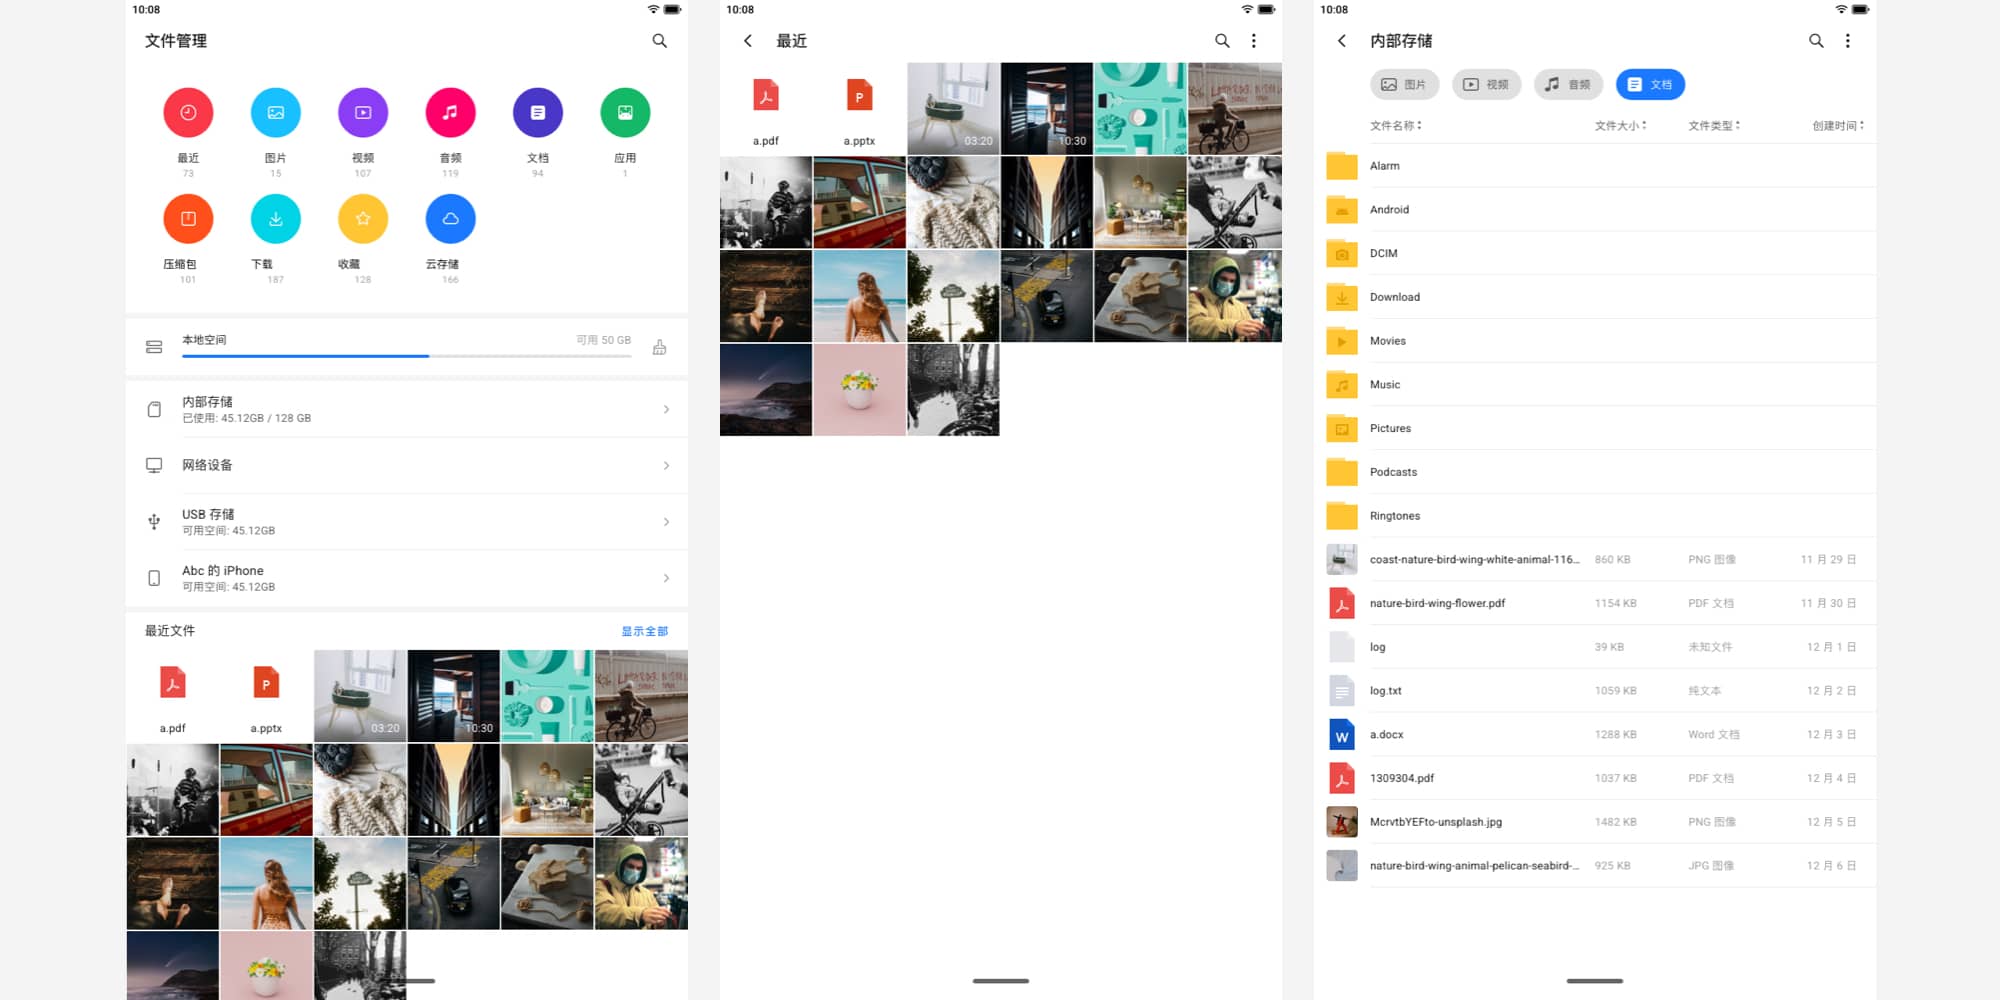 10:08
文件管理
最近
73
图片
15
视频
107
音频
119
文档
94
应用
1
压缩包
101
下载
187
收藏
128
云存储
166
本地空间
可用 50 GB
内部存储
已使用: 45.12GB / 128 GB
网络设备
USB 存储
可用空间: 45.12GB
Abc 的 iPhone
可用空间: 45.12GB
最近文件
显示全部
P
a.pdf
a.pptx
03:20
10:30
10:08
最近
P
a.pdf
a.pptx
03:20
10:30
10:08
内部存储
图片
视频
音频
文档
文件名称
文件大小
文件类型
创建时间
Alarm
Android
DCIM
Download
Movies
Music
Pictures
Podcasts
Ringtones
coast-nature-bird-wing-white-animal-116... 860 KB PNG 图像 11 月 29 日
nature-bird-wing-flower.pdf 1154 KB PDF 文档 11 月 30 日
log 39 KB 未知文件 12 月 1 日
log.txt 1059 KB 纯文本 12 月 2 日
W a.docx 1288 KB Word 文档 12 月 3 日
1309304.pdf 1037 KB PDF 文档 12 月 4 日
McrvtbYEFto-unsplash.jpg 1482 KB PNG 图像 12 月 5 日
nature-bird-wing-animal-pelican-seabird-... 925 KB JPG 图像 12 月 6 日